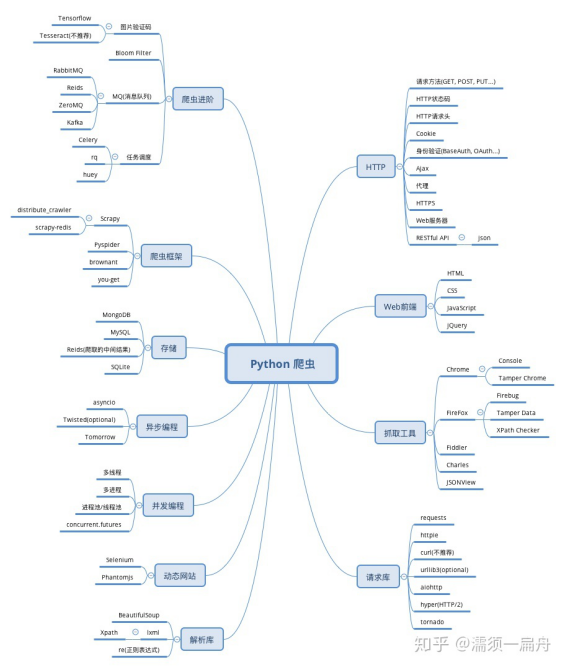 Python 爬虫
爬虫进阶
图片验证码
Tensorflow
Tesseract(不推荐)
Bloom Filter
MQ(消息队列)
RabbitMQ
Reids
ZeroMQ
Kafka
任务调度
Celery
rq
huey
爬虫框架
Scrapy
distribute_crawler
scrapy-redis
Pyspider
brownant
you-get
存储
MongoDB
MySQL
Reids(爬取的中间结果)
SQLite
异步编程
asyncio
Twisted(optional)
Tomorrow
并发编程
多线程
多进程
进程池/线程池
concurrent.futures
动态网站
Selenium
Phantomjs
解析库
BeautifulSoup
lxml
Xpath
re(正则表达式)
HTTP
请求方法(GET, POST, PUT...)
HTTP状态码
HTTP请求头
Cookie
身份验证(BaseAuth, OAuth...)
Ajax
代理
HTTPS
Web服务器
RESTful API
json
Web前端
HTML
CSS
JavaScript
jQuery
抓取工具
Chrome
Console
Tamper Chrome
FireFox
Firebug
Tamper Data
XPath Checker
Fiddler
Charles
JSONView
请求库
requests
httpie
curl(不推荐)
urllib3(optional)
aiohttp
hyper(HTTP/2)
tornado
知乎 @濡须一扁舟